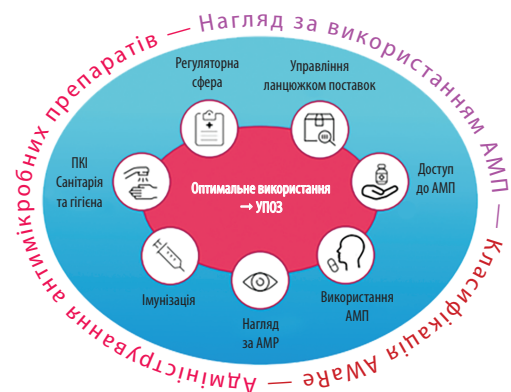 Адміністрування антимікробних препаратів — Нагляд за використанням АМП — Класифікація AWaRe —
Регуляторна
сфера
Управління
ланцюжком поставок
ПКІ
Санітарія
та гігієна
Доступ
до АМП
Оптимальне використання
→ УПОЗ
Імунізація
Використання
АМП
Нагляд
за АМР